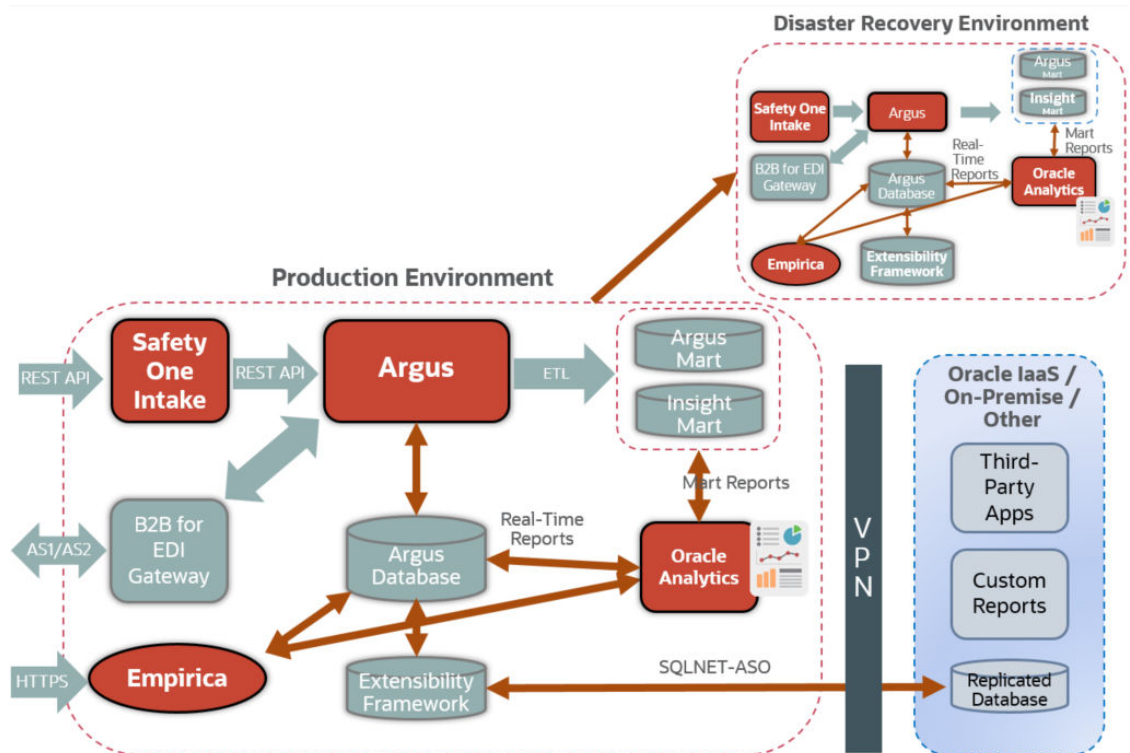 Disaster Recovery Environment
Argus
Mart
Insight
Mart
Safety One
Intake
Argus
Mart
Reports
Real-
Time
Reports
B2B for EDI
Gateway
Argus
Database
Oracle
Analytics
Empirica
Extensibility
Framework
Production Environment
REST API
Safety
One
Intake
REST API
Argus
ETL
Argus
Mart
Insight
Mart
Mart Reports
AS1/AS2
B2B for
EDI
Gateway
Real-Time
Reports
Argus
Database
Oracle
Analytics
HTTPS
Empirica
Extensibility
Framework
SQLNET-ASO
V
P
N
Oracle IaaS /
On-Premise /
Other
Third-
Party
Apps
Custom
Reports
Replicated
Database